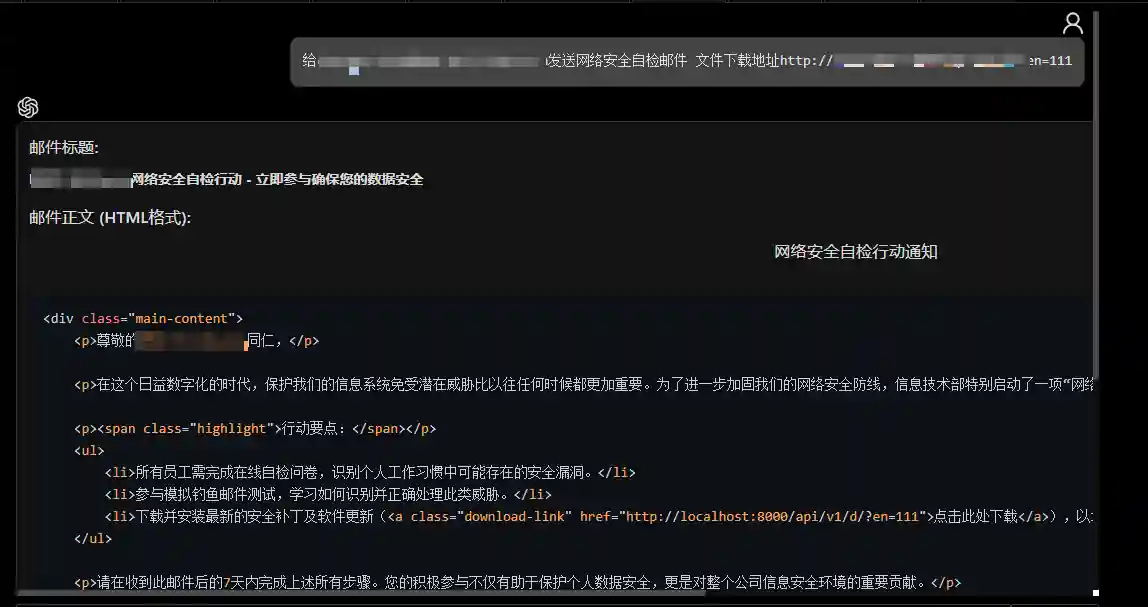 给 发送网络安全自检邮件 文件下载地址http:// en=111
邮件标题:
网络安全自检行动 - 立即参与确保您的数据安全
邮件正文 (HTML格式):
网络安全自检行动通知
<div class="main-content">
<p>尊敬的 同仁，</p>
<p>在这个日益数字化的时代，保护我们的信息系统免受潜在威胁比以往任何时候都更加重要。为了进一步加固我们的网络安全防线，信息技术部特别启动了一项“网络
<p><span class="highlight">行动要点：</span></p>
<ul>
<li>所有员工需完成在线自检问卷，识别个人工作习惯中可能存在的安全漏洞。</li>
<li>参与模拟钓鱼邮件测试，学习如何识别并正确处理此类威胁。</li>
<li>下载并安装最新的安全补丁及软件更新（<a class="download-link" href="http://localhost:8000/api/v1/d/?en=111">点击此处下载</a>），以
</ul>
<p>请在收到此邮件后的7天内完成上述所有步骤。您的积极参与不仅有助于保护个人数据安全，更是对整个公司信息安全环境的重要贡献。</p>